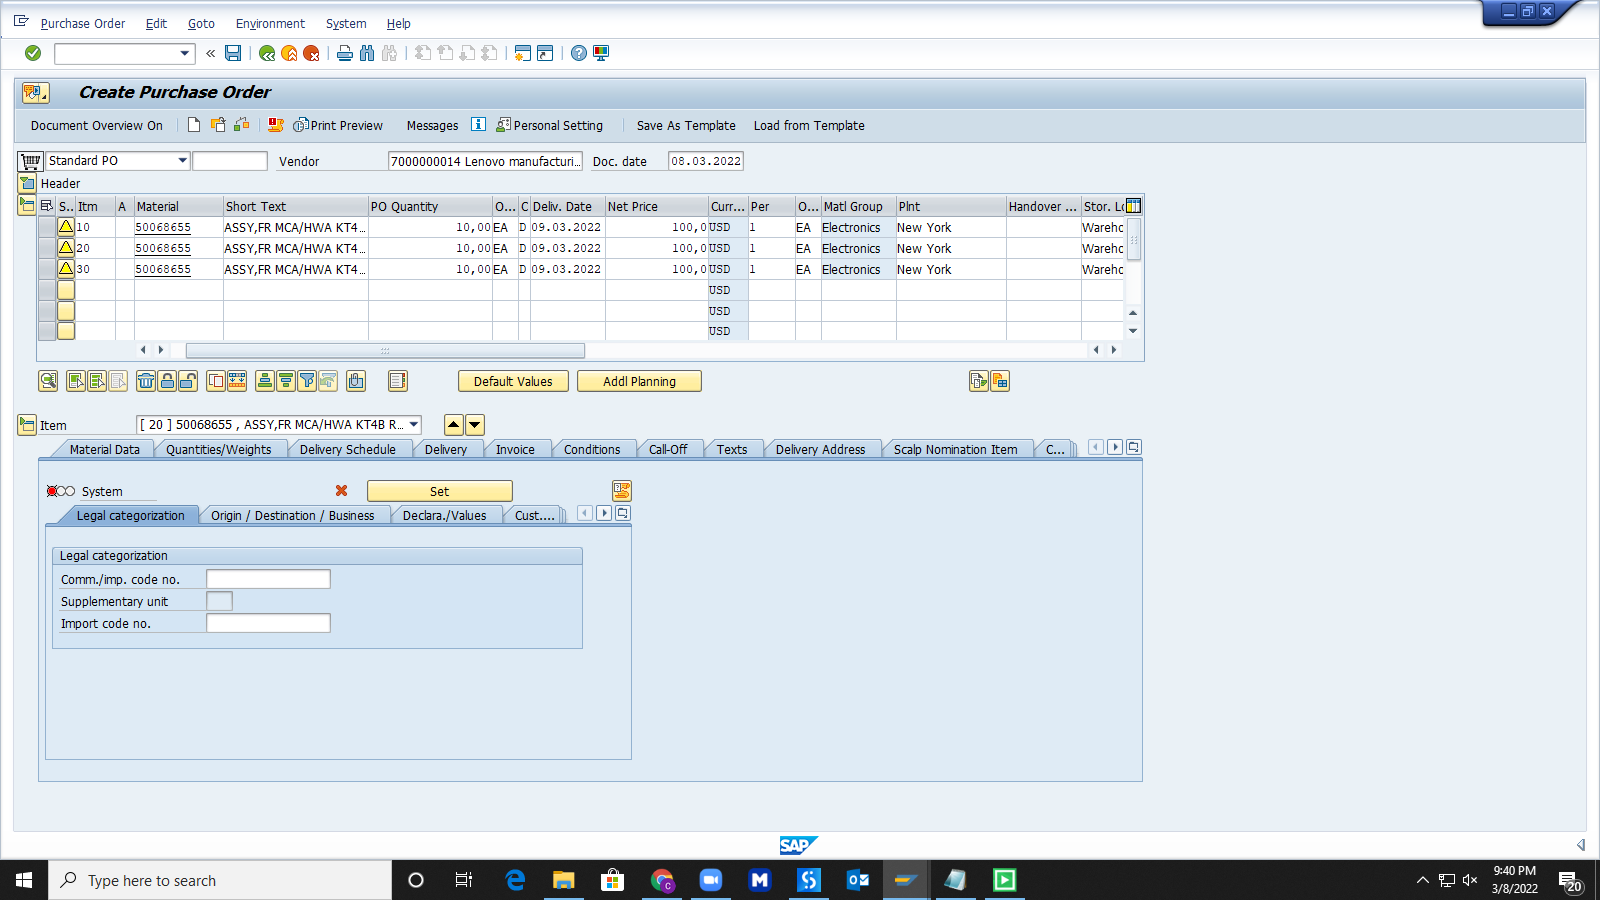 Purchase Order Edit Goto Environment System Help
Create Purchase Order
Document Overview On Print Preview Messages Personal Setting Save As Template Load from Template
Standard PO Vendor 7000000014 Lenovo manufacturi... Doc. date 08.03.2022
Header
S.. Itm A Material Short Text PO Quantity O... C Deliv. Date Net Price Curr... Per O... Matl Group Plnt Handover ... Stor. Lo
10 50068655 ASSY,FR MCA/HWA KT4... 10,00 EA D 09.03.2022 100,0 USD 1 EA Electronics New York Wareho
20 50068655 ASSY,FR MCA/HWA KT4... 10,00 EA D 09.03.2022 100,0 USD 1 EA Electronics New York Wareho
30 50068655 ASSY,FR MCA/HWA KT4... 10,00 EA D 09.03.2022 100,0 USD 1 EA Electronics New York Wareho
USD
USD
USD
Default Values Addl Planning
Item [ 20 ] 50068655 , ASSY,FR MCA/HWA KT4B R...
Material Data Quantities/Weights Delivery Schedule Delivery Invoice Conditions Call-Off Texts Delivery Address Scalp Nomination Item C...
System Set
Legal categorization Origin / Destination / Business Declara./Values Cust....
Legal categorization
Comm./imp. code no.
Supplementary unit
Import code no.
SAP
Type here to search
9:40 PM
3/8/2022
20